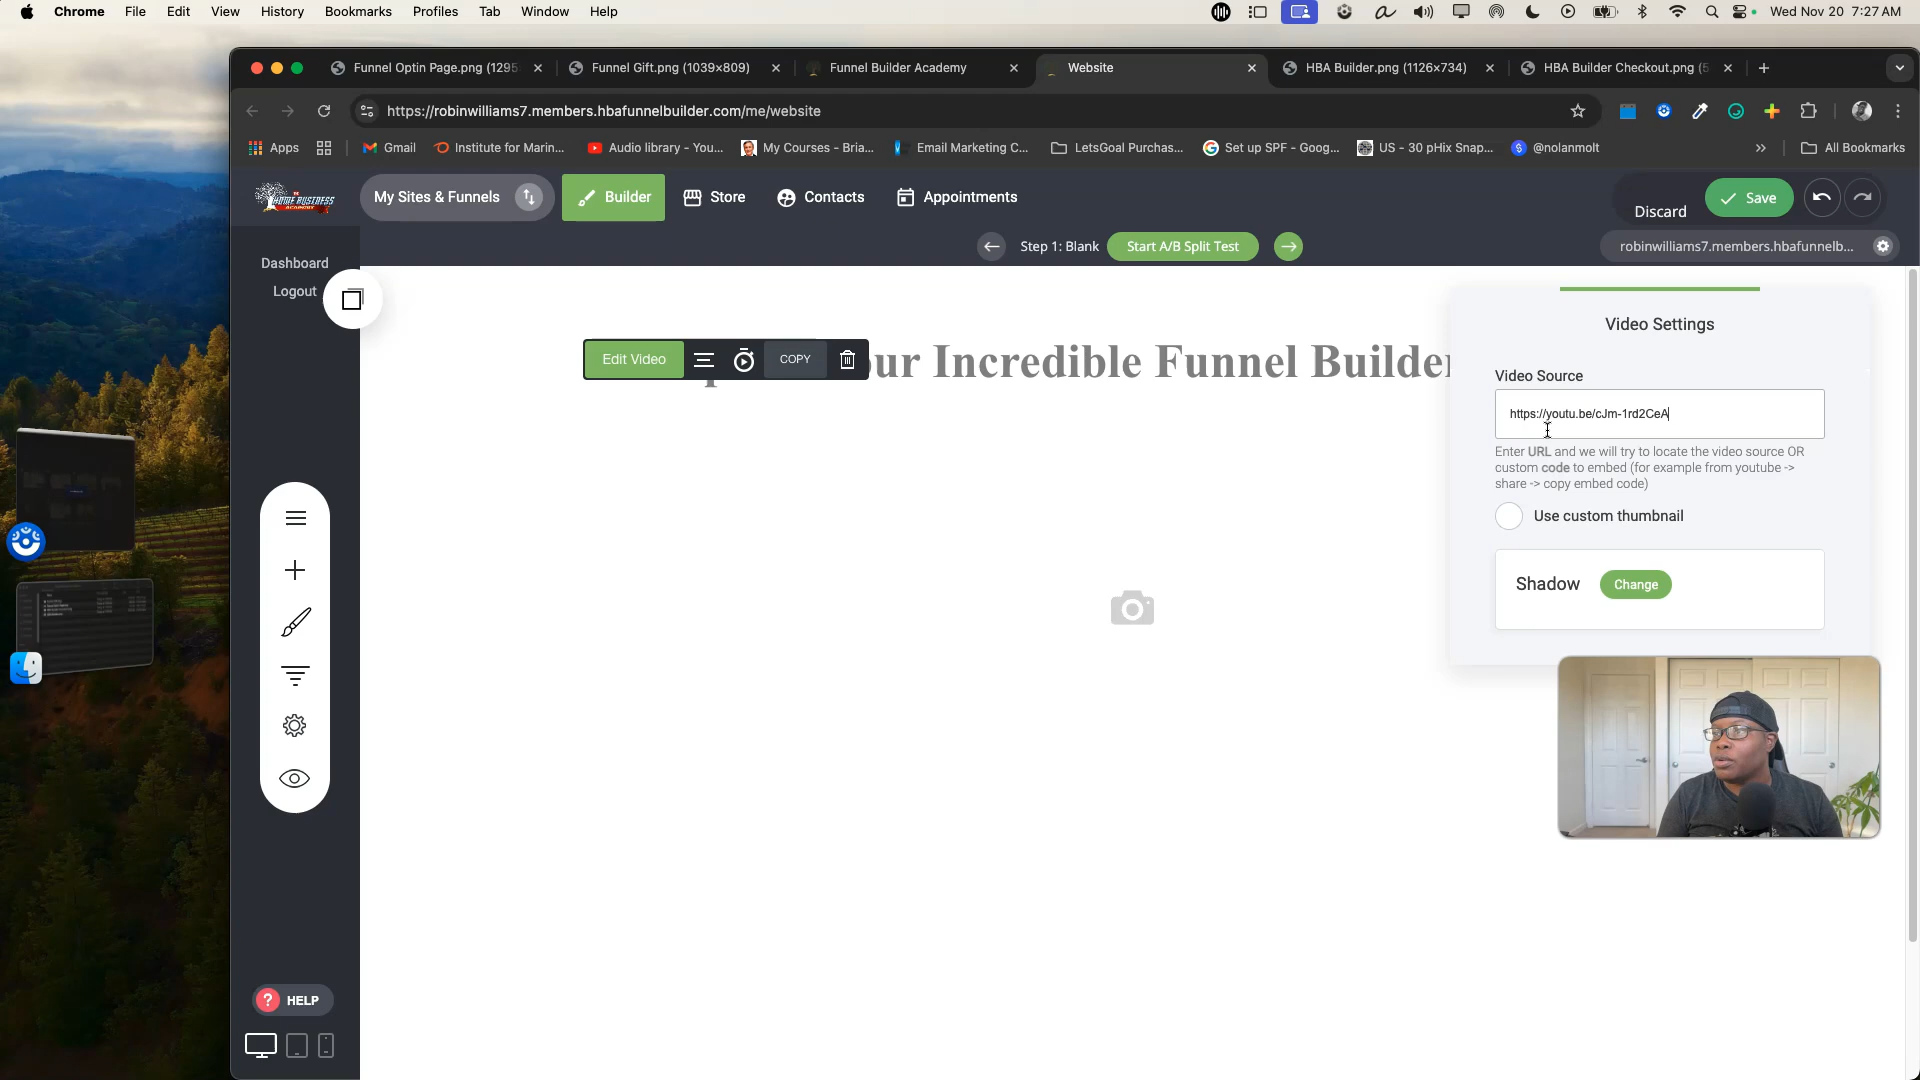 Chrome File Edit View History Bookmarks Profiles Tab Window Help
Wed Nov 20 7:27 AM
Funnel Optin Page.png (1295
Funnel Gift.png (1039×809)
Funnel Builder Academy
Website
HBA Builder.png (1126×734)
HBA Builder Checkout.png (5
https://robinwilliams7.members.hbafunnelbuilder.com/me/website
Apps
Gmail
Institute for Marin...
Audio library - You...
My Courses - Bria...
Email Marketing C...
LetsGoal Purchas...
Set up SPF - Goog...
US - 30 pHix Snap...
@nolanmolt
All Bookmarks
HOME BUSINESS
ACADEMY
My Sites & Funnels
Builder
Store
Contacts
Appointments
Discard
Save
Step 1: Blank
Start A/B Split Test
robinwilliams7.members.hbafunnelb...
Dashboard
Logout
Edit Video
COPY
ur Incredible Funnel Builder
Video Settings
Video Source
https://youtu.be/cJm-1rd2CeA
Enter URL and we will try to locate the video source OR
custom code to embed (for example from youtube ->
share -> copy embed code)
Use custom thumbnail
Shadow
Change
? HELP